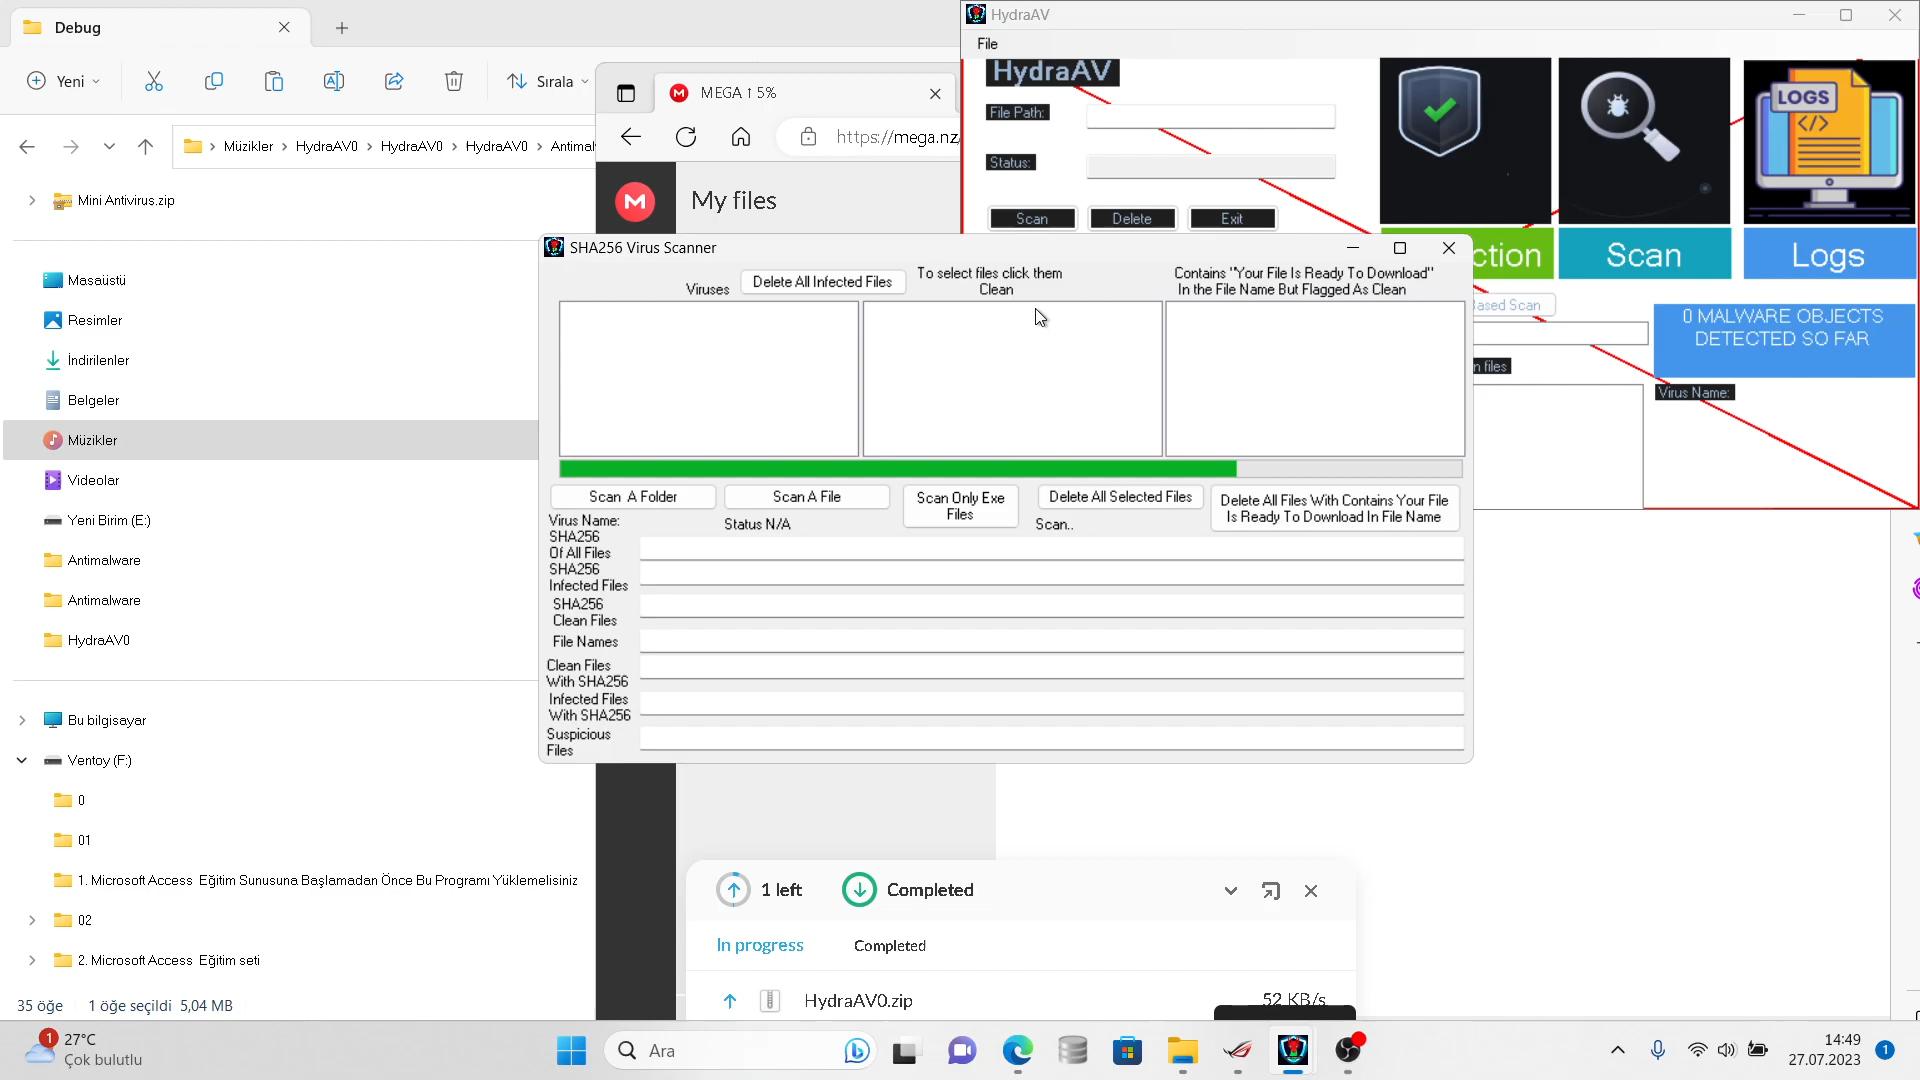 Debug
Yeni
Sırala
Müzikler
HydraAV0
HydraAV0
HydraAV0
Mini Antivirus.zip
Masaüstü
Resimler
İndirilenler
Belgeler
Müzikler
Videolar
Yeni Birim (E:)
Antimalware
Antimalware
HydraAV0
Bu bilgisayar
Ventoy (F:)
0
01
1. Microsoft Access Eğitim Sunusuna Başlamadan Önce Bu Programı Yüklemelisiniz
02
2. Microsoft Access Eğitim seti
35 öğe
1 öğe seçildi 5,04 MB
MEGA ↑ 5%
https://mega.nz/
My files
HydraAV
File
HydraAV
File Path:
Status:
Scan
Delete
Exit
ction
Scan
LOGS
Logs
Based Scan
n files
0 MALWARE OBJECTS
DETECTED SO FAR
Virus Name:
SHA256 Virus Scanner
Viruses
Delete All Infected Files
To select files click them
Clean
Contains "Your File Is Ready To Download"
In the File Name But Flagged As Clean
Scan A Folder
Scan A File
Scan Only Exe
Files
Delete All Selected Files
Delete All Files With Contains Your File
Is Ready To Download In File Name
Virus Name:
Status N/A
Scan..
SHA256
Of All Files
SHA256
Infected Files
SHA256
Clean Files
File Names
Clean Files
With SHA256
Infected Files
With SHA256
Suspicious
Files
1 left
Completed
In progress
Completed
HydraAV0.zip
52 KB/s
1
27°C
Çok bulutlu
Ara
14:49
27.07.2023
1